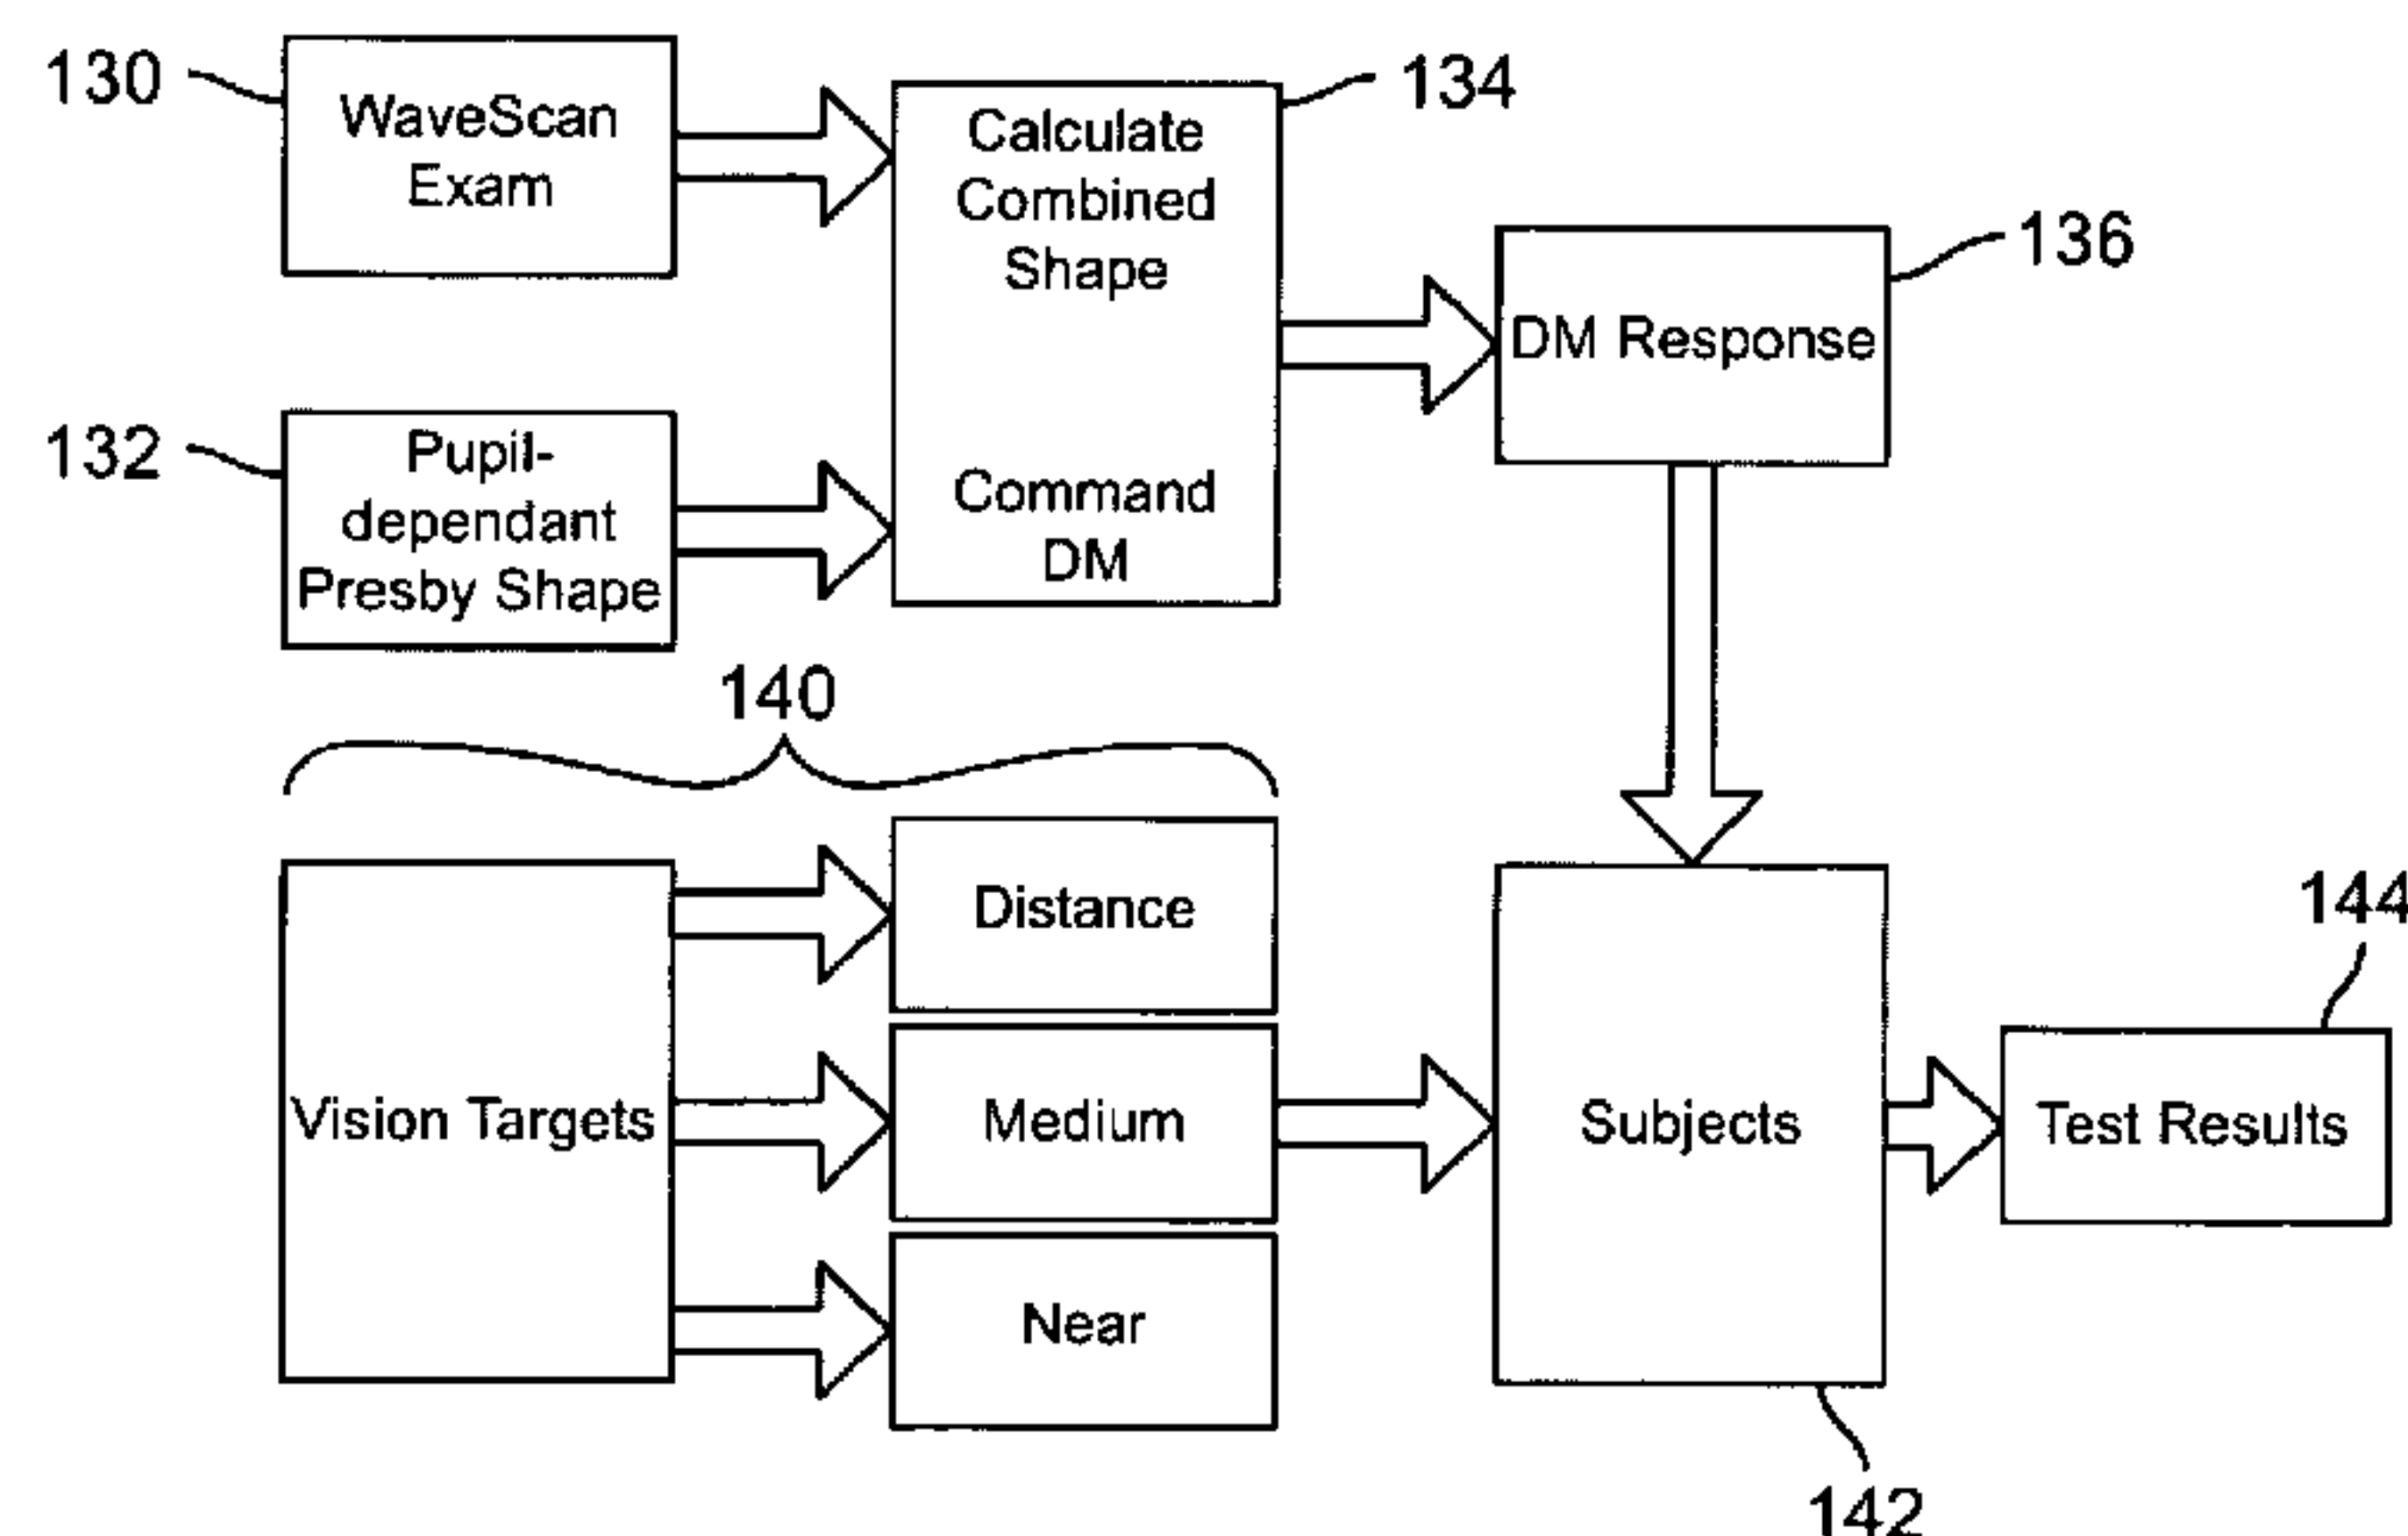 130
WaveScan
Exam
134
Calculate
Combined
Shape
Command
DM
136
DM Response
132
Pupil-
dependant
Presby Shape
140
Vision Targets
Distance
Medium
Near
Subjects
142
144
Test Results